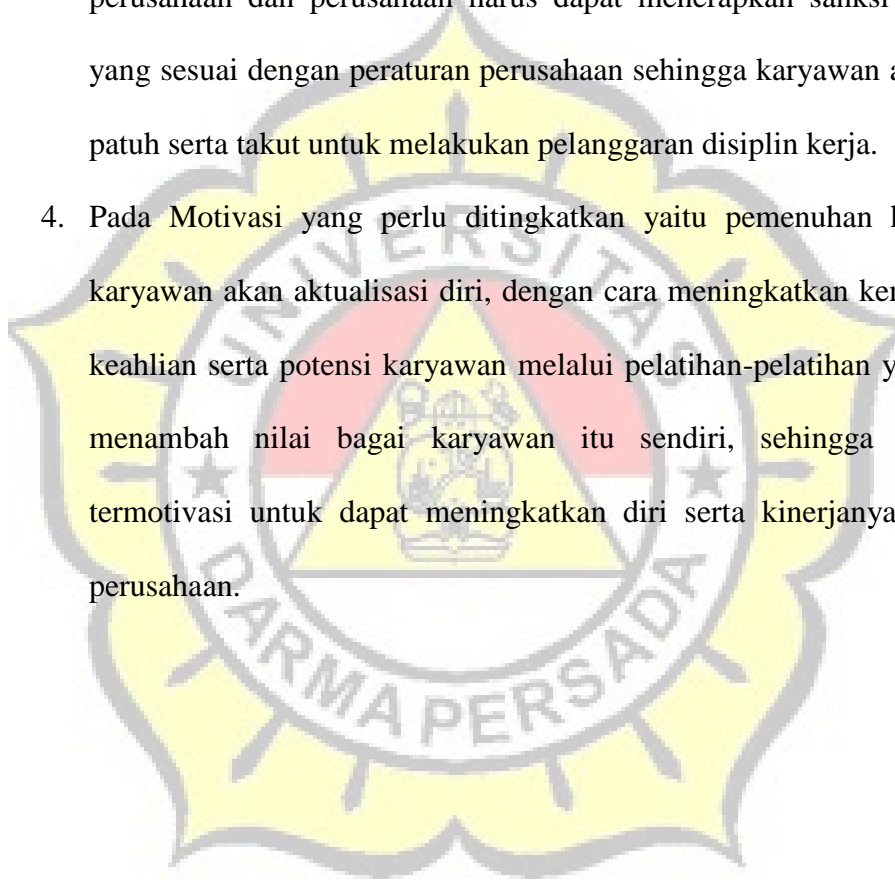 perusahaan dan perusahaan harus dapat menerapkan sanksi
yang sesuai dengan peraturan perusahaan sehingga karyawan
patuh serta takut untuk melakukan pelanggaran disiplin kerja.
4. Pada Motivasi yang perlu ditingkatkan yaitu pemenuhan
karyawan akan aktualisasi diri, dengan cara meningkatkan
keahlian serta potensi karyawan melalui pelatihan-pelatihan
menambah nilai bagai karyawan itu sendiri, sehingga
termotivasi untuk dapat meningkatkan diri serta kinerjanya
perusahaan.
UNIVERSITAS
DARMA PERSADA